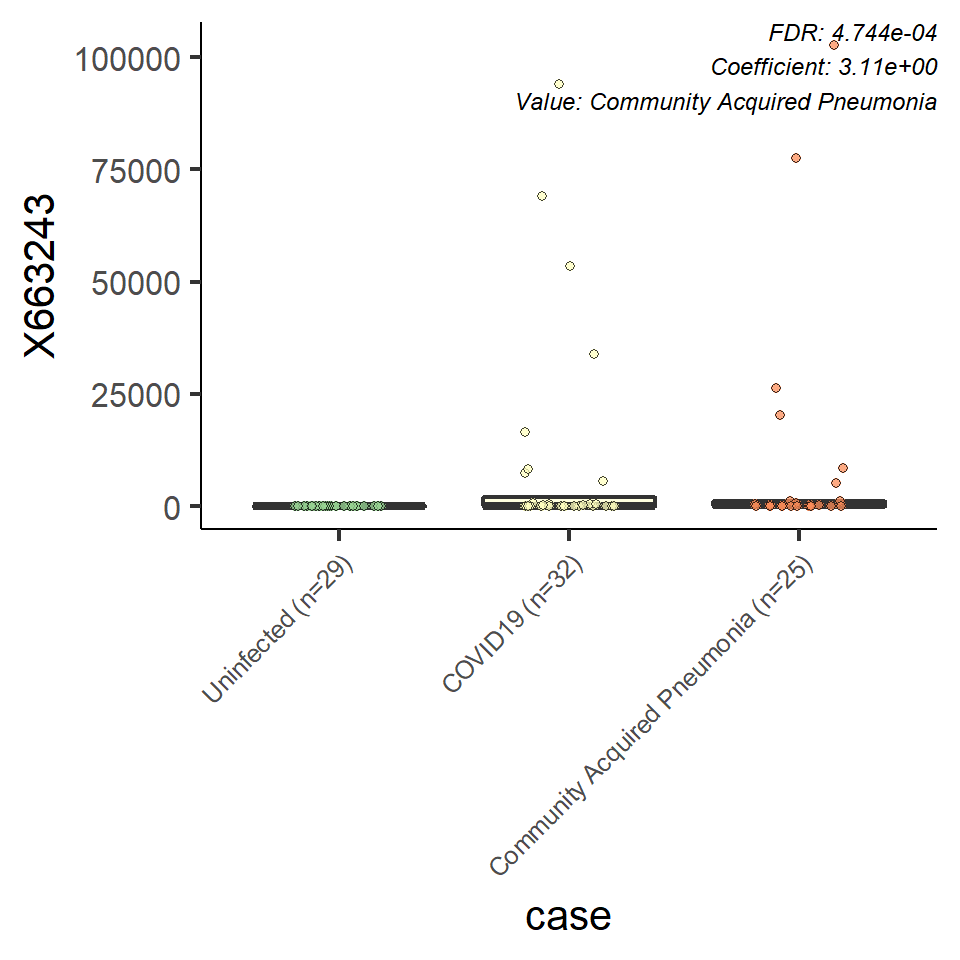 FDR: 4.744e-04
Coefficient: 3.11e+00
Value: Community Acquired Pneumonia
X663243
100000
75000
50000
25000
0
Uninfected (n=29)
COVID19 (n=32)
Community Acquired Pneumonia (n=25)
case